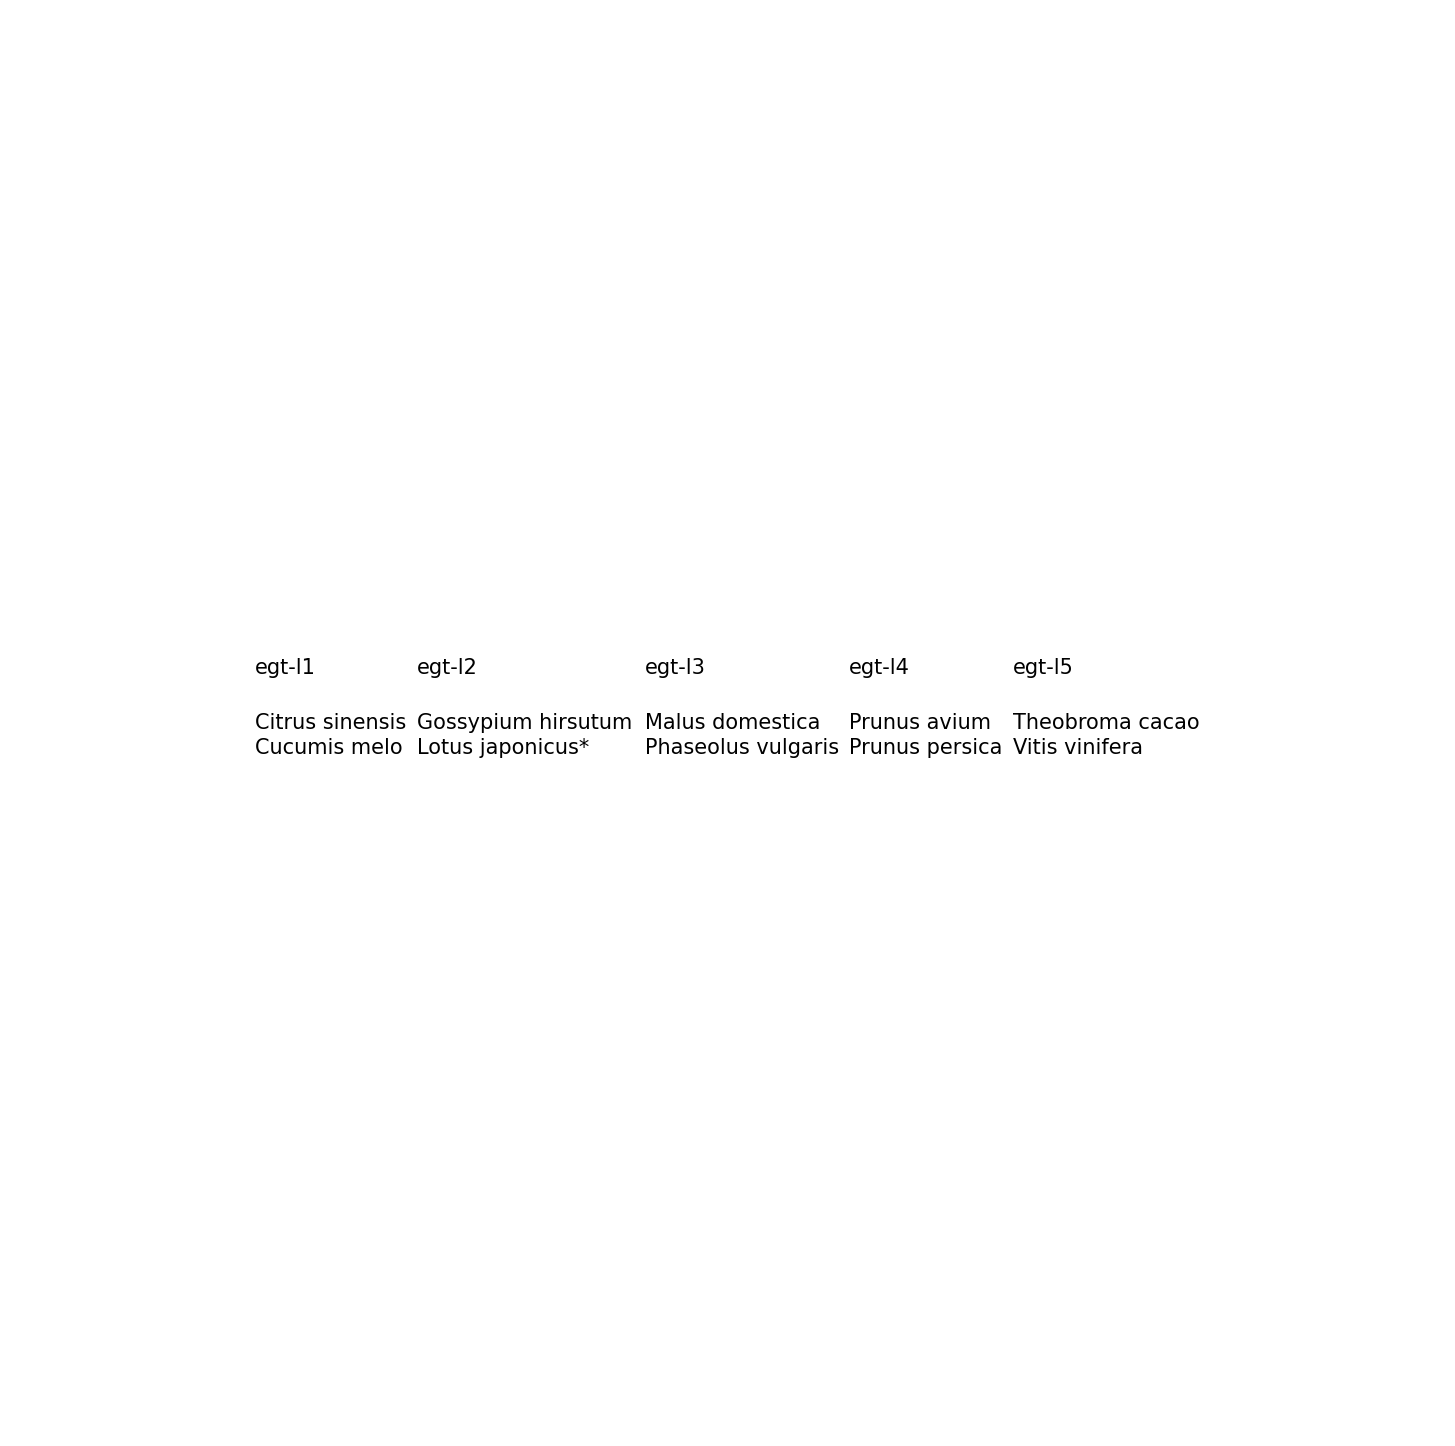 egt-l1 egt-l2 egt-l3 egt-l4 egt-l5
Citrus sinensis Gossypium hirsutum Malus domestica Prunus avium Theobroma cacao
Cucumis melo Lotus japonicus* Phaseolus vulgaris Prunus persica Vitis vinifera